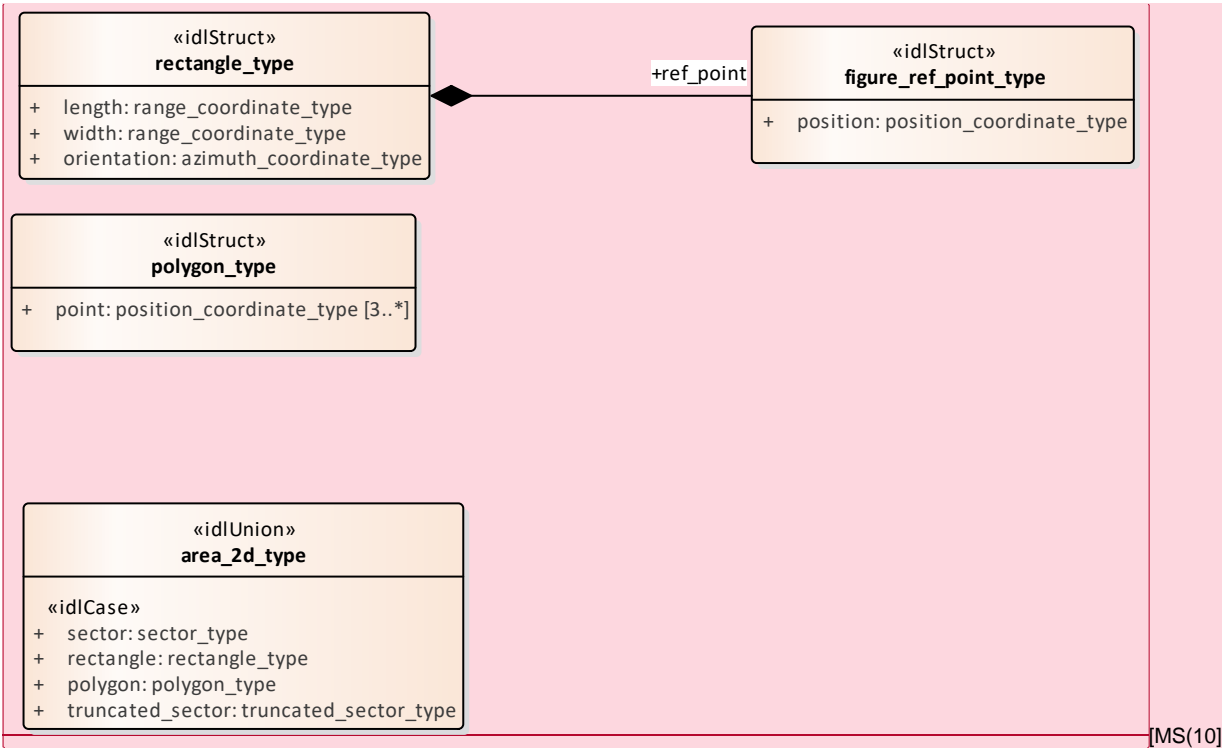 «idlStruct»
rectangle_type
+ length: range_coordinate_type
+ width: range_coordinate_type
+ orientation: azimuth_coordinate_type
+ref_point
«idlStruct»
figure_ref_point_type
+ position: position_coordinate_type
«idlStruct»
polygon_type
+ point: position_coordinate_type [3..*]
«idlUnion»
area_2d_type
«idlCase»
+ sector: sector_type
+ rectangle: rectangle_type
+ polygon: polygon_type
+ truncated_sector: truncated_sector_type
[MS(10]